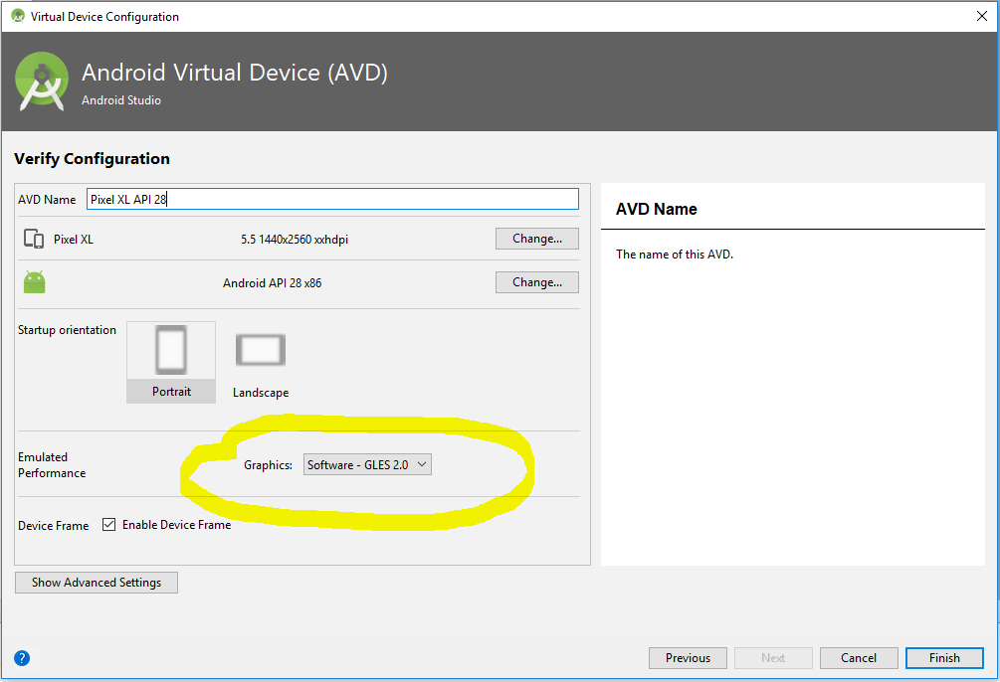 Virtual Device Configuration
Android Virtual Device (AVD)
Android Studio
Verify Configuration
AVD Name Pixel XL API 28
Pixel XL 5.5 1440x2560 xxhdpi Change...
Android API 28 x86 Change...
Startup orientation
Portrait Landscape
Emulated
Performance
Graphics: Software - GLES 2.0
Device Frame Enable Device Frame
Show Advanced Settings
AVD Name
The name of this AVD.
? Previous Next Cancel Finish